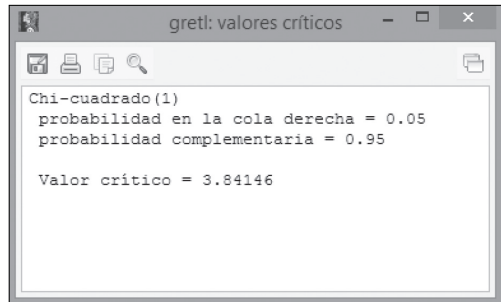 gretl: valores críticos
Chi-cuadrado(1)
probabilidad en la cola derecha = 0.05
probabilidad complementaria = 0.95
Valor crítico = 3.84146